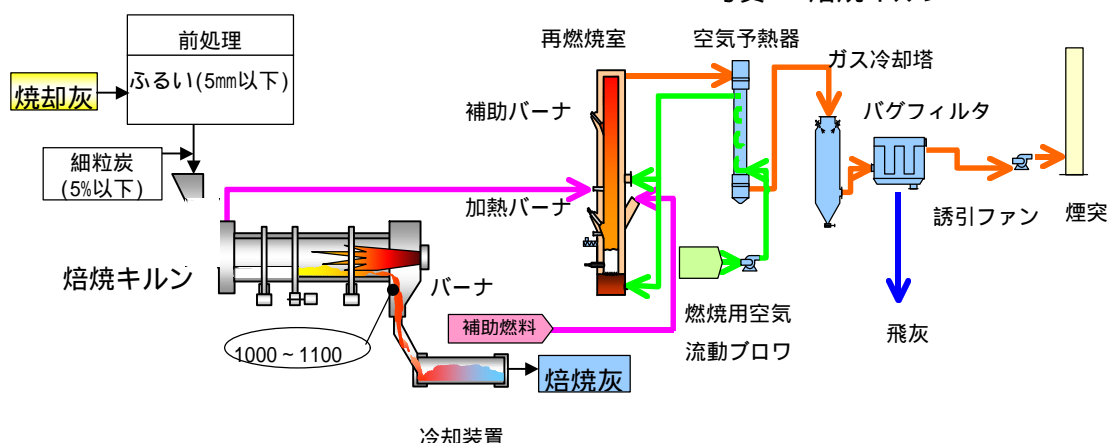 前処理
ふるい(5mm以下)
焼却灰
細粒炭
(5%以下)
焙焼キルン
バーナ
1000～1100
焙焼灰
冷却装置
再燃焼室
補助バーナ
加熱バーナ
補助燃料
空気予熱器
燃焼用空気
流動ブロワ
ガス冷却塔
バグフィルタ
飛灰
誘引ファン
煙突